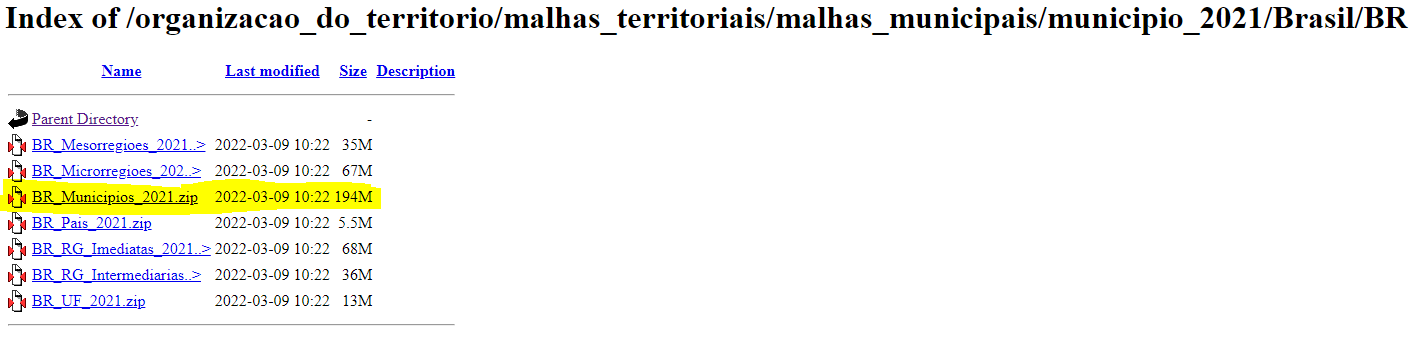 Index of /organizacao_do_territorio/malhas_territoriais/malhas_municipais/municipio_2021/Brasil/BR
Name Last modified Size Description
Parent Directory -
BR_Mesorregioes_2021..> 2022-03-09 10:22 35M
BR_Microrregioes_202..> 2022-03-09 10:22 67M
BR_Municipios_2021.zip 2022-03-09 10:22 194M
BR_Pais_2021.zip 2022-03-09 10:22 5.5M
BR_RG_Imediatas_2021..> 2022-03-09 10:22 68M
BR_RG_Intermediarias..> 2022-03-09 10:22 36M
BR_UF_2021.zip 2022-03-09 10:22 13M